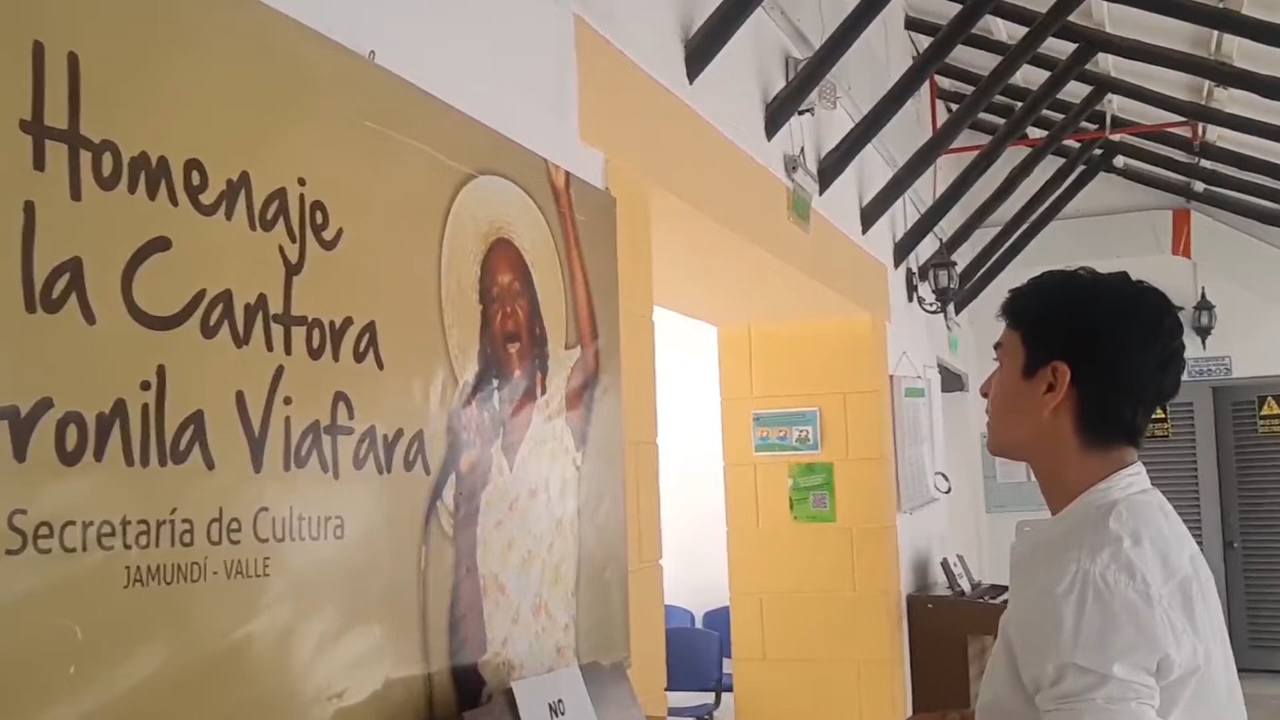 Homenaje
la Cantora
ronila Viafara
Secretaría de Cultura
JAMUNDÍ - VALLE
NO